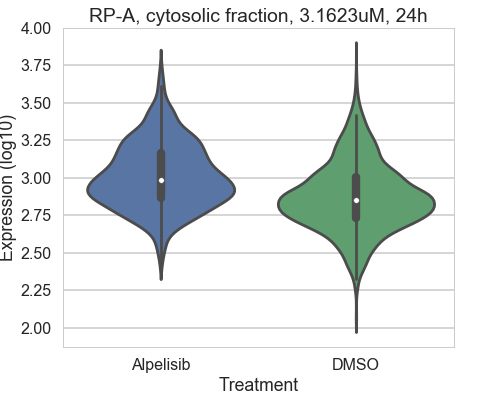 RP-A, cytosolic fraction, 3.1623uM, 24h
Expression (log10)
4.00
3.75
3.50
3.25
3.00
2.75
2.50
2.25
2.00
Alpelisib DMSO
Treatment